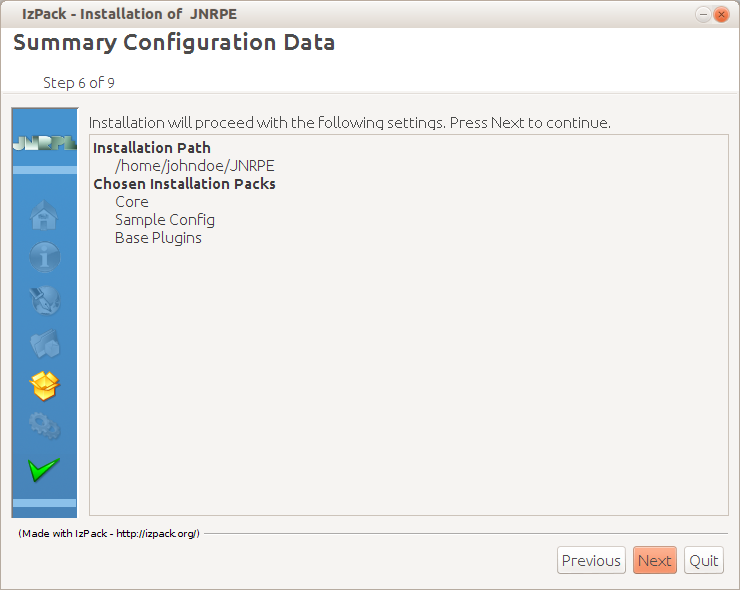 IzPack - Installation of JNRPE
Summary Configuration Data
Step 6 of 9
JNRPE
Installation will proceed with the following settings. Press Next to continue.
Installation Path
/home/johndoe/JNRPE
Chosen Installation Packs
Core
Sample Config
Base Plugins
(Made with IzPack - http://izpack.org/)
Previous
Next
Quit